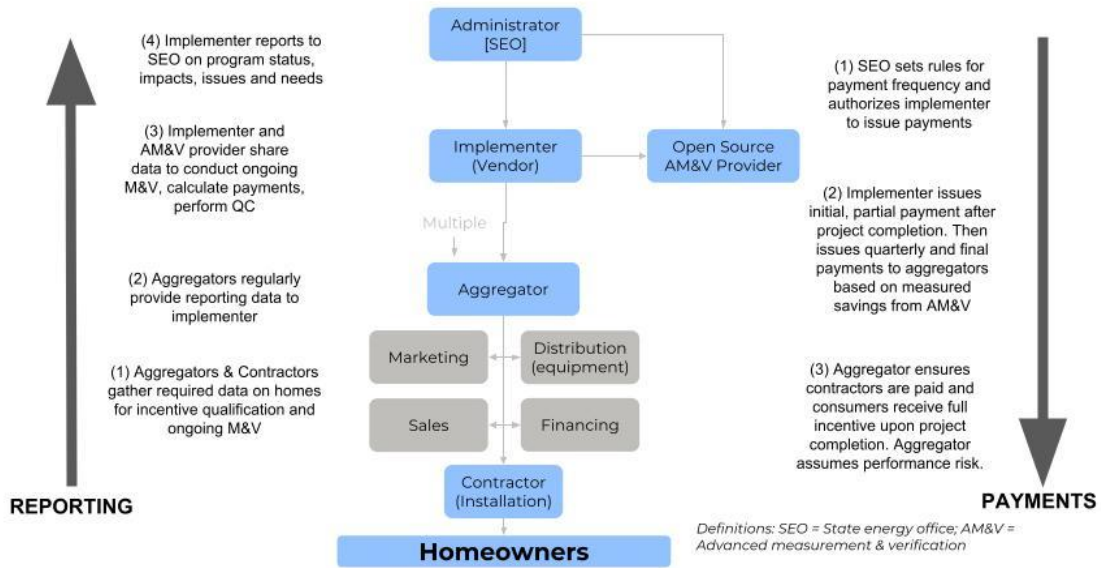 (4) Implementer reports to
SEO on program status,
impacts, issues and needs
(3) Implementer and
AM&V provider share
data to conduct ongoing
M&V, calculate payments,
perform QC
(2) Aggregators regularly
provide reporting data to
implementer
(1) Aggregators & Contractors
gather required data on homes
for incentive qualification and
ongoing M&V
REPORTING
Administrator
[SEO]
Implementer
(Vendor)
Open Source
AM&V Provider
Multiple
Aggregator
Marketing
Distribution
(equipment)
Sales
Financing
Contractor
(Installation)
Homeowners
(1) SEO sets rules for
payment frequency and
authorizes implementer
to issue payments
(2) Implementer issues
initial, partial payment after
project completion. Then
issues quarterly and final
payments to aggregators
based on measured
savings from AM&V
(3) Aggregator ensures
contractors are paid and
consumers receive full
incentive upon project
completion. Aggregator
assumes performance risk.
PAYMENTS
Definitions: SEO = State energy office; AM&V =
Advanced measurement & verification